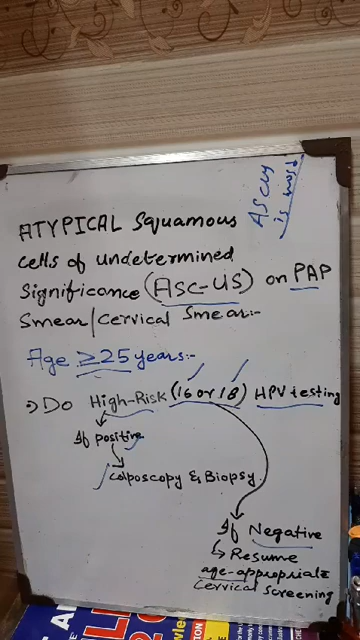 ASCUS
is most
ATYPICAL Squamous
cells of undetermined
Significance (ASC-US) on PAP
Smear/Cervical Smear:-
Age ≥25 years:-
⇒ Do High-Risk (16 or 18) HPV testing
If positive
Colposcopy & Biopsy
If Negative
↳ Resume
age-appropriate
Cervical Screening